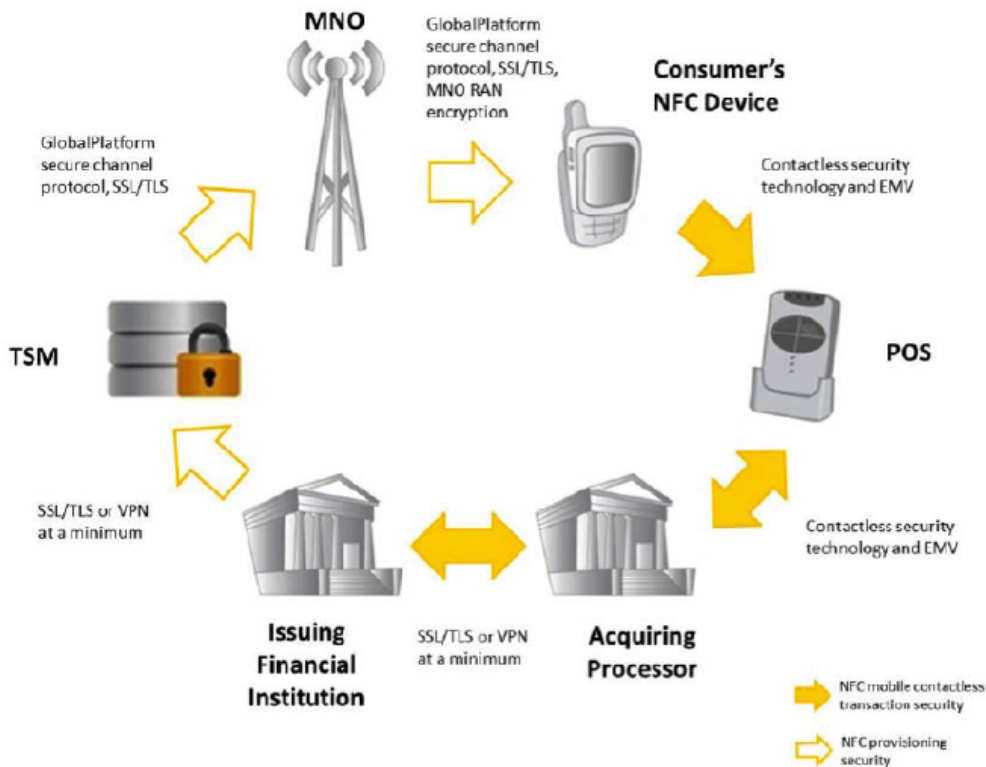 MNO
GlobalPlatform
secure channel
protocol, SSL/TLS,
MNO RAN
encryption
Consumer's
NFC Device
GlobalPlatform
secure channel
protocol, SSL/TLS
Contactless security
technology and EMV
TSM
POS
SSL/TLS or VPN
at a minimum
Contactless security
technology and EMV
Issuing
Financial
Institution
SSL/TLS or VPN
at a minimum
Acquiring
Processor
NFC mobile contactless
transaction security
NFC provisioning
security